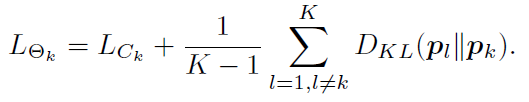 $L_{\Theta_k} = L_{C_k} + \frac{1}{K-1} \sum_{l=1, l \neq k}^{K} D_{KL}(\boldsymbol{p}_l \| \boldsymbol{p}_k).$